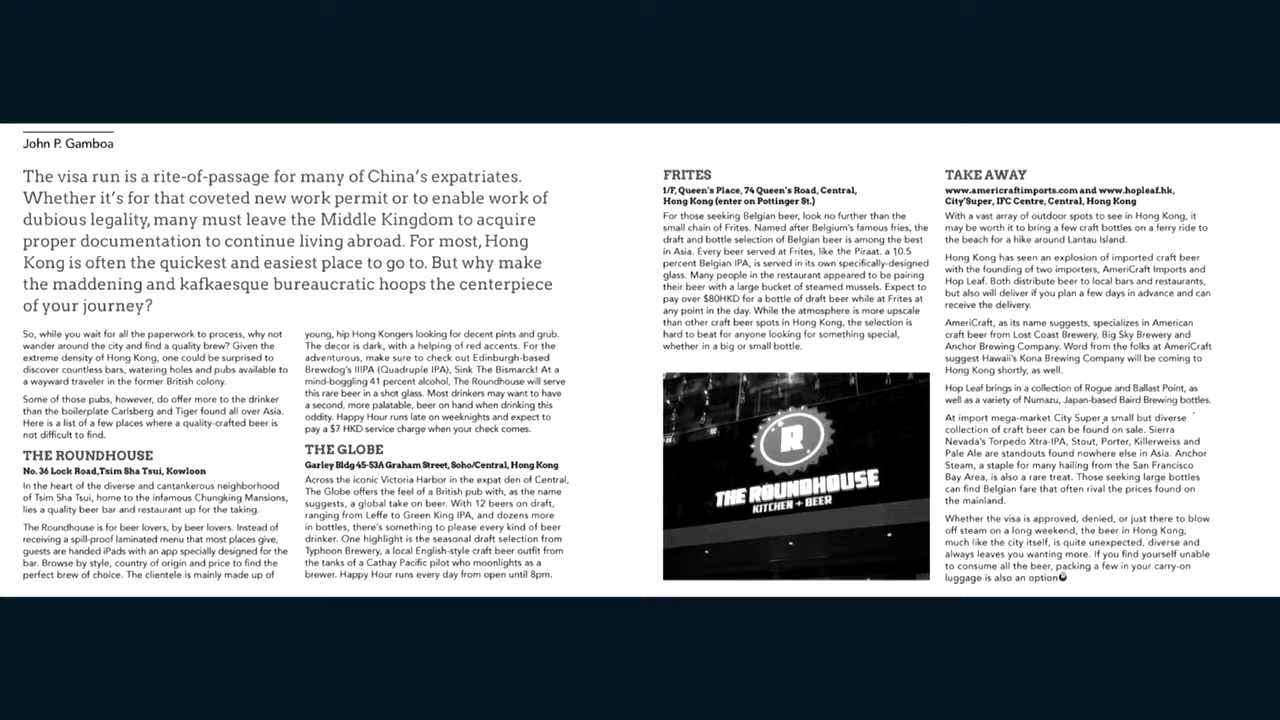 John P. Gamboa
The visa run is a rite-of-passage for many of China's expatriates.
Whether it's for that coveted new work permit or to enable work of
dubious legality, many must leave the Middle Kingdom to acquire
proper documentation to continue living abroad. For most, Hong
Kong is often the quickest and easiest place to go to. But why make
the maddening and kafkaesque bureaucratic hoops the centerpiece
of your journey?
So, while you wait for all the paperwork to process, why not
wander around the city and find a quality brew? Given the
extreme density of Hong Kong, one could be surprised to
discover countless bars, watering holes and pubs available to
a wayward traveler in the former British colony.
Some of those pubs, however, do offer more to the drinker
than the boilerplate Carlsberg and Tiger found all over Asia.
Here is a list of a few places where a quality-crafted beer is
not difficult to find.
THE ROUNDHOUSE
No. 36 Lock Road, Tsim Sha Tsui, Kowloon
In the heart of the diverse and cantankerous neighborhood
of Tsim Sha Tsui, home to the infamous Chungking Mansions,
lies a quality beer bar and restaurant up for the taking.
The Roundhouse is for beer lovers, by beer lovers. Instead of
receiving a spill-proof laminated menu that most places give,
guests are handed iPads with an app specially designed for the
bar. Browse by style, country of origin and price to find the
perfect brew of choice. The clientele is mainly made up of
young, hip Hong Kongers looking for decent pints and grub.
The decor is dark, with a helping of red accents. For the
adventurous, make sure to check out Edinburgh-based
Brewdog's IIIPA (Quadruple IPA), Sink The Bismarck! At a
mind-boggling 41 percent alcohol, The Roundhouse will serve
this rare beer in a shot glass. Most drinkers may want to have
a second, more palatable, beer on hand when drinking this
oddity. Happy Hour runs late on weeknights and expect to
pay a $7 HKD service charge when your check comes.
THE GLOBE
Garley Bldg 45-53A Graham Street, Soho/Central, Hong Kong
Across the iconic Victoria Harbor in the expat den of Central,
The Globe offers the feel of a British pub with, as the name
suggests, a global take on beer. With 12 beers on draft,
ranging from Leffe to Green King IPA, and dozens more
in bottles, there's something to please every kind of beer
drinker. One highlight is the seasonal draft selection from
Typhoon Brewery, a local English-style craft beer outfit from
the tanks of a Cathay Pacific pilot who moonlights as a
brewer. Happy Hour runs every day from open until 8pm.
FRITES
1/F, Queen's Place, 74 Queen's Road, Central,
Hong Kong (enter on Pottinger St.)
For those seeking Belgian beer, look no further than the
small chain of Frites. Named after Belgium's famous fries, the
draft and bottle selection of Belgian beer is among the best
in Asia. Every beer served at Frites, like the Piraat, a 10.5
percent Belgian IPA, is served in its own specifically-designed
glass. Many people in the restaurant appeared to be pairing
their beer with a large bucket of steamed mussels. Expect to
pay over $80HKD for a bottle of draft beer while at Frites at
any point in the day. While the atmosphere is more upscale
than other craft beer spots in Hong Kong, the selection is
hard to beat for anyone looking for something special,
whether in a big or small bottle.
R
THE ROUNDHOUSE
KITCHEN + BEER
TAKE AWAY
www.americraftimports.com and www.hopleaf.hk,
City'Super, IFC Centre, Central, Hong Kong
With a vast array of outdoor spots to see in Hong Kong, it
may be worth it to bring a few craft bottles on a ferry ride to
the beach for a hike around Lantau Island.
Hong Kong has seen an explosion of imported craft beer
with the founding of two importers, AmeriCraft Imports and
Hop Leaf. Both distribute beer to local bars and restaurants,
but also will deliver if you plan a few days in advance and can
receive the delivery.
AmeriCraft, as its name suggests, specializes in American
craft beer from Lost Coast Brewery, Big Sky Brewery and
Anchor Brewing Company. Word from the folks at AmeriCraft
suggest Hawaii's Kona Brewing Company will be coming to
Hong Kong shortly, as well.
Hop Leaf brings in a collection of Rogue and Ballast Point, as
well as a variety of Numazu, Japan-based Baird Brewing bottles.
At import mega-market City Super a small but diverse
collection of craft beer can be found on sale. Sierra
Nevada's Torpedo Xtra-IPA, Stout, Porter, Killerweiss and
Pale Ale are standouts found nowhere else in Asia. Anchor
Steam, a staple for many hailing from the San Francisco
Bay Area, is also a rare treat. Those seeking large bottles
can find Belgian fare that often rival the prices found on
the mainland.
Whether the visa is approved, denied, or just there to blow
off steam on a long weekend, the beer in Hong Kong,
much like the city itself, is quite unexpected, diverse and
always leaves you wanting more. If you find yourself unable
to consume all the beer, packing a few in your carry-on
luggage is also an option